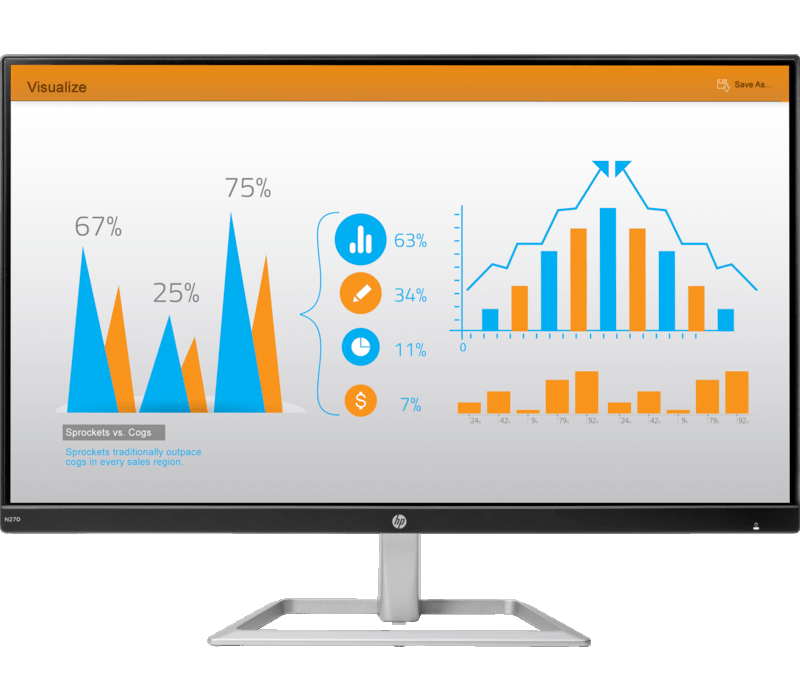 Visualize
Save As...
75%
67%
25%
63%
34%
11%
7%
$
0
24% 42% 9% 79% 92% 24% 42% 9% 79% 92%
Sprockets vs. Cogs
Sprockets traditionally outpace
cogs in every sales region.
N270
hp